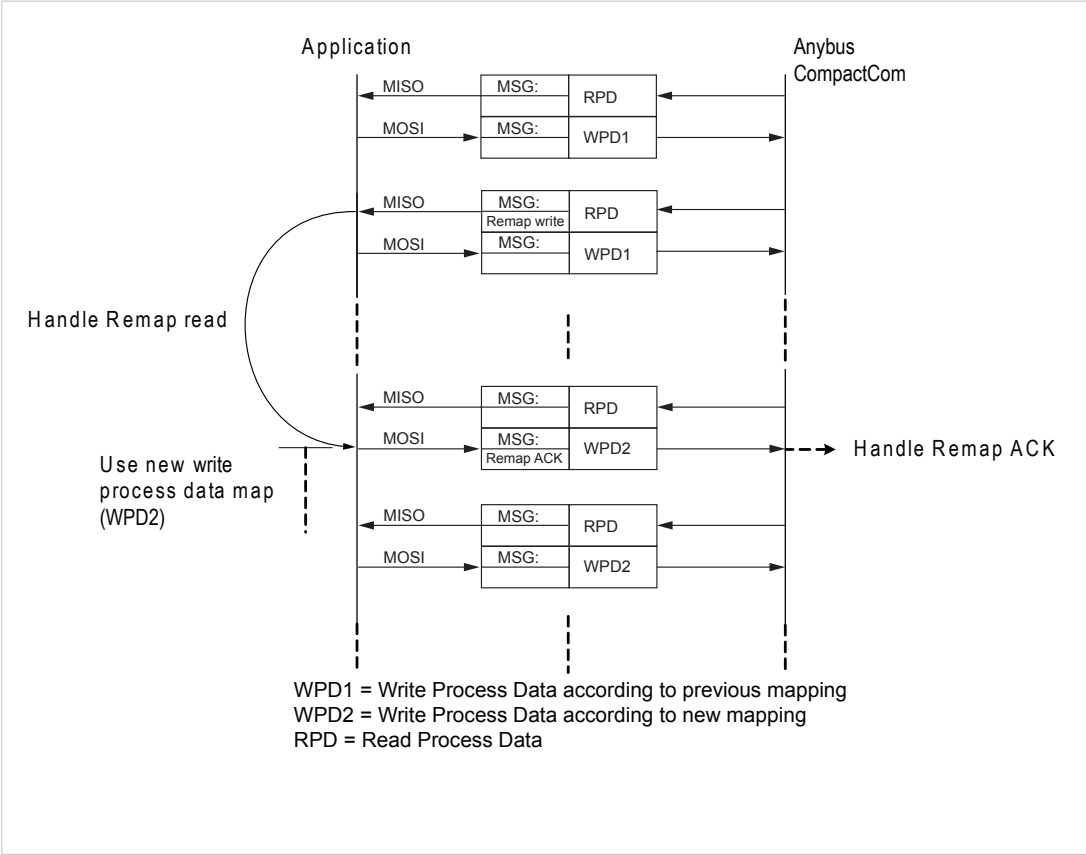 Application
Anybus
CompactCom
MISO
MSG:
RPD
MOSI
MSG:
WPD1
MISO
MSG:
Remap write
RPD
MOSI
MSG:
WPD1
Handle Remap read
MISO
MSG:
RPD
MOSI
MSG:
Remap ACK
WPD2
Handle Remap ACK
Use new write
process data map
(WPD2)
MISO
MSG:
RPD
MOSI
MSG:
WPD2
WPD1 = Write Process Data according to previous mapping
WPD2 = Write Process Data according to new mapping
RPD = Read Process Data